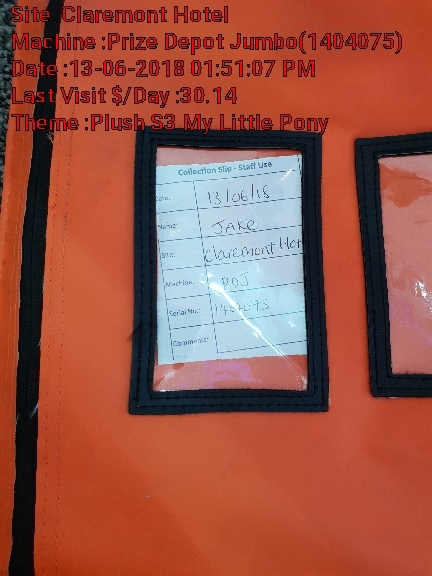 Site :Claremont Hotel
Machine :Prize Depot Jumbo(1404075)
Date :13-06-2018 01:51:07 PM
Last Visit $/Day :30.14
Theme :Plush S3 My Little Pony
Collection Slip - Staff Use
Date: 13/06/18
Name: JAKE
Site: Claremont Hot
Machine: PDJ
Serial No.: 1404075
Comments: